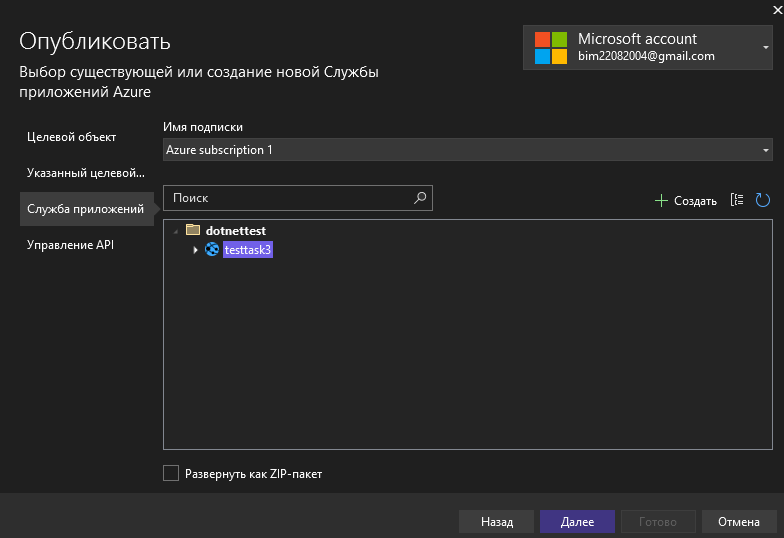 Опубликовать
Выбор существующей или создание новой Службы
приложений Azure
Microsoft account
bim22082004@gmail.com
Целевой объект
Указанный целевой...
Служба приложений
Управление API
Имя подписки
Azure subscription 1
Поиск
Создать
dotnettest
testtask3
Развернуть как ZIP-пакет
Назад
Далее
Готово
Отмена